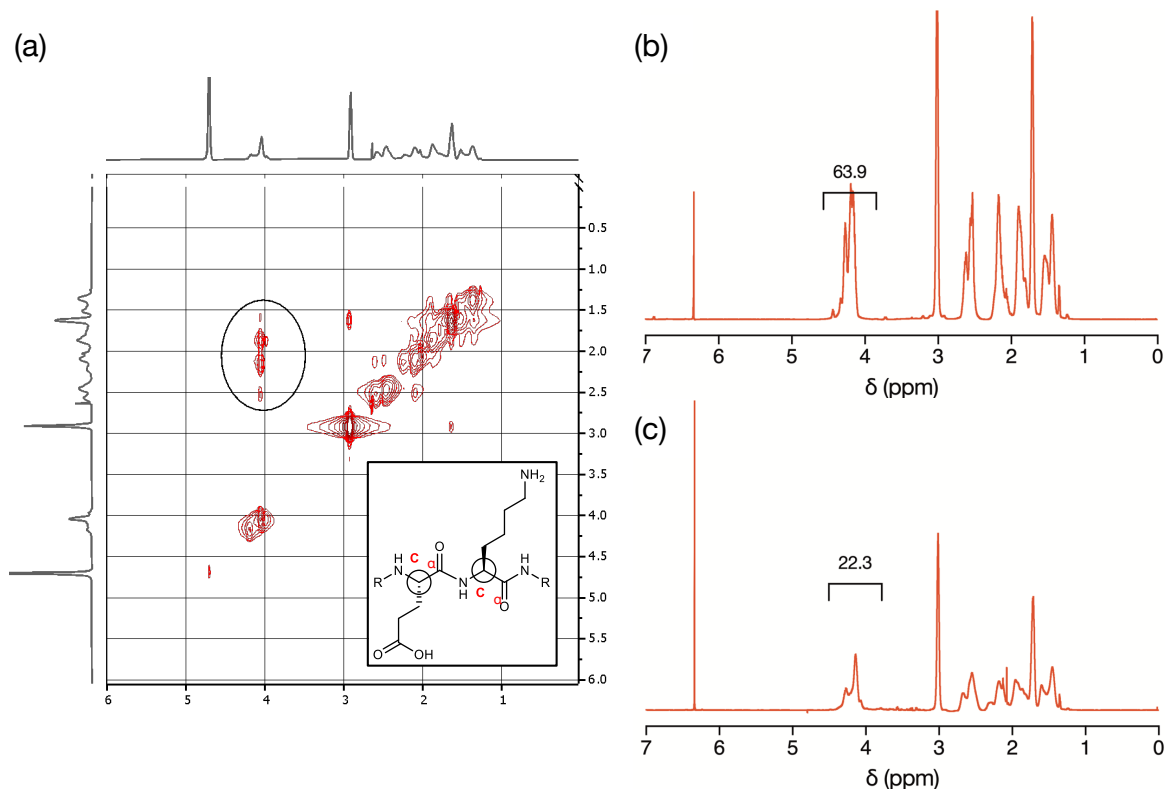 (a)
0.5
1.0
1.5
2.0
2.5
3.0
3.5
4.0
4.5
5.0
5.5
6.0
6 5 4 3 2 1
NH2
H
N
R
C
α
O
N
H
C
α
O
H
N
R
O
OH
(b)
63.9
7 6 5 4 3 2 1 0
δ (ppm)
(c)
22.3
7 6 5 4 3 2 1 0
δ (ppm)